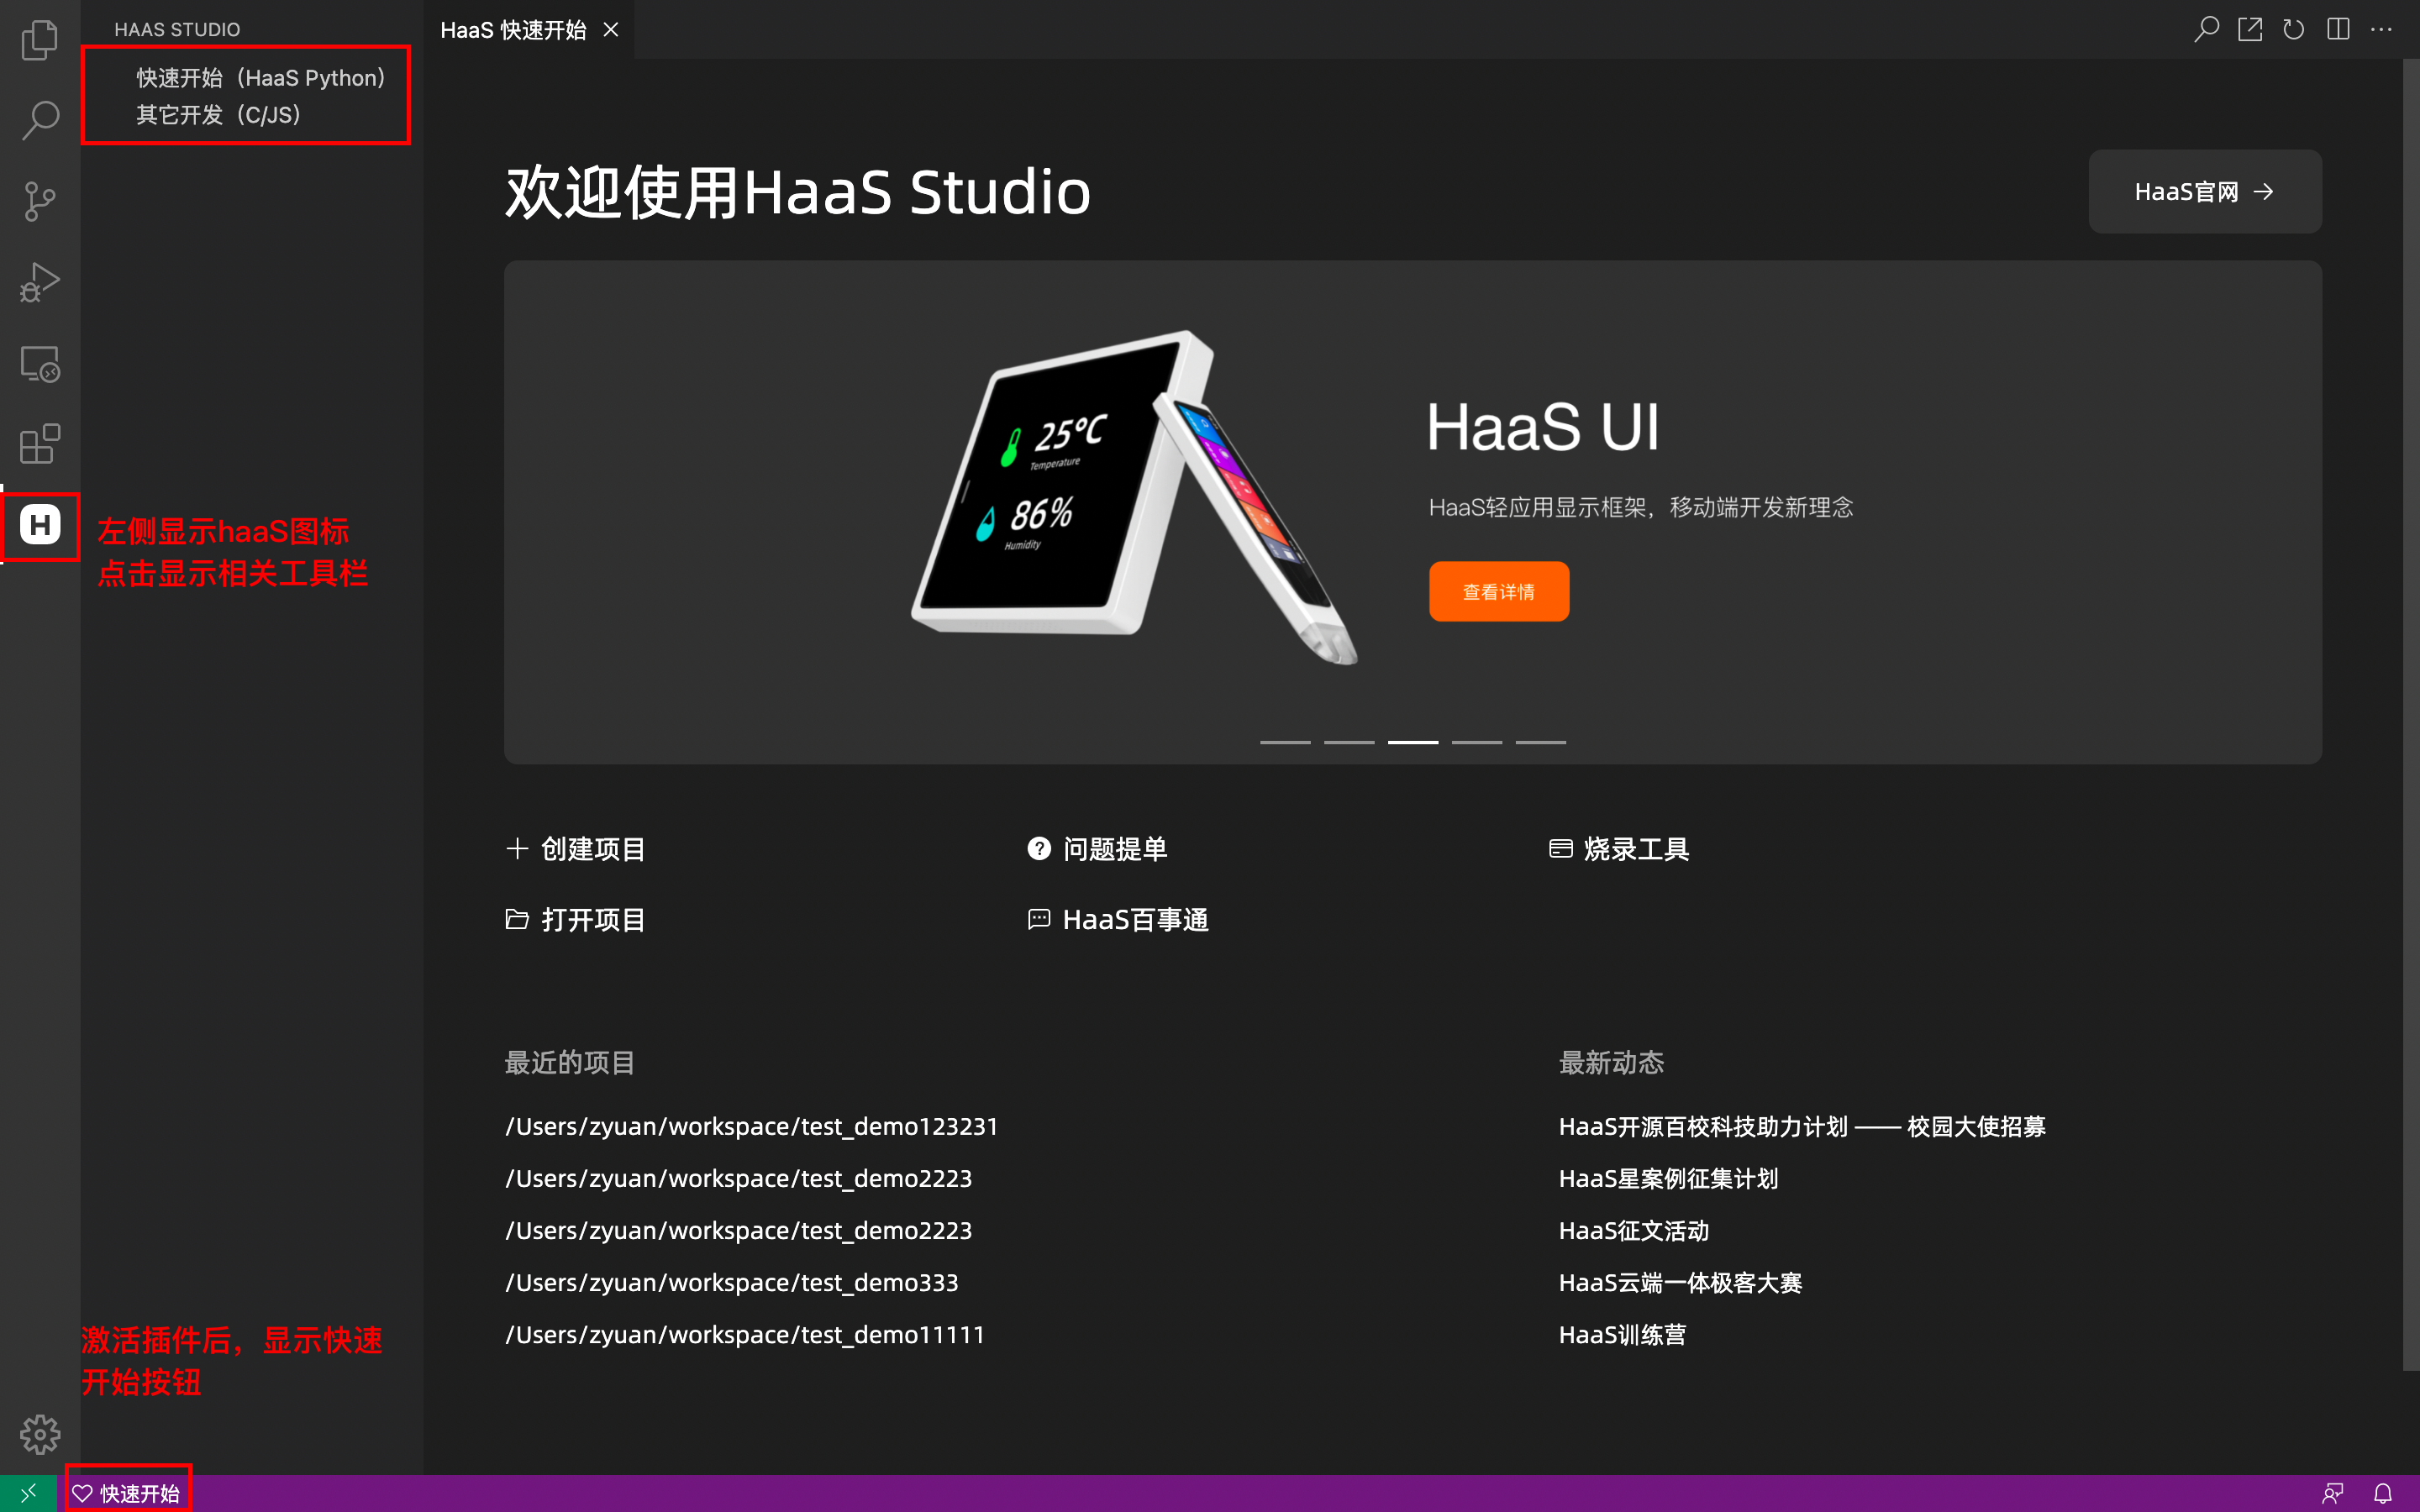 HAAS STUDIO
快速开始（HaaS Python）
其它开发（C/JS）
H
左侧显示haaS图标
点击显示相关工具栏
激活插件后，显示快速
开始按钮
快速开始
HaaS 快速开始
欢迎使用HaaS Studio
HaaS官网
25°C
Temperature
86%
Humidity
HaaS UI
HaaS轻应用显示框架，移动端开发新理念
查看详情
创建项目
问题提单
烧录工具
打开项目
HaaS百事通
最近的项目
/Users/zyuan/workspace/test_demo123231
/Users/zyuan/workspace/test_demo2223
/Users/zyuan/workspace/test_demo2223
/Users/zyuan/workspace/test_demo333
/Users/zyuan/workspace/test_demo11111
最新动态
HaaS开源百校科技助力计划 —— 校园大使招募
HaaS星案例征集计划
HaaS征文活动
HaaS云端一体极客大赛
HaaS训练营